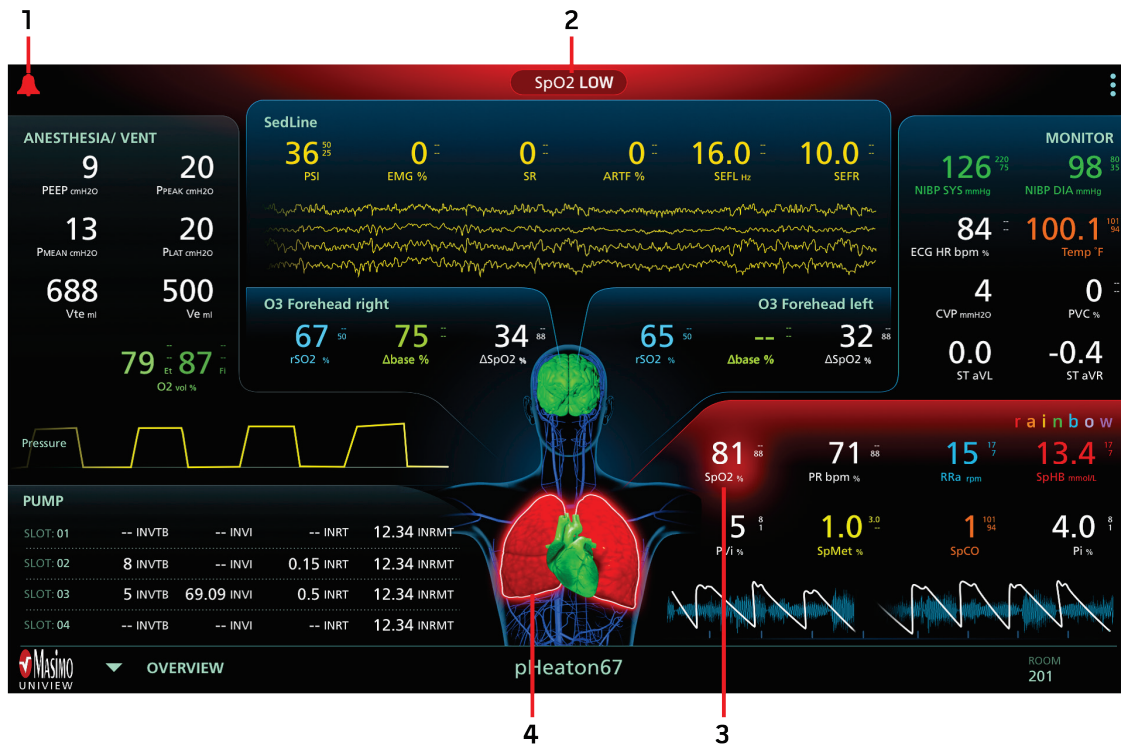 1
2
SpO2 LOW
ANESTHESIA/ VENT
9 20
PEEP cmH2O PPEAK cmH2O
13 20
PMEAN cmH2O PLAT cmH2O
688 500
Vte ml Ve ml
-- --
-- --
79 Et 87 Fi
O2 vol %
Pressure
SedLine
36 50 25 0 -- -- 0 -- -- 0 -- -- 16.0 -- -- 10.0 -- --
PSI EMG % SR ARTF % SEFL Hz SEFR
O3 Forehead right
67 -- 50 75 -- -- 34 -- 88
rSO2 % Δbase % ΔSpO2 %
O3 Forehead left
65 -- 50 -- -- -- 32 -- 88
rSO2 % Δbase % ΔSpO2 %
MONITOR
126 220 75 98 80 35
NIBP SYS mmHg NIBP DIA mmHg
84 -- -- 100.1 101 94
ECG HR bpm % Temp °F
4 0 -- --
CVP mmH2O PVC %
0.0 -0.4
ST aVL ST aVR
rainbow
81 -- 88 71 -- 88 15 17 7 13.4 17 7
SpO2 % PR bpm % RRa rpm SpHB mmol/L
5 8 1 1.0 3.0 -- 1 101 94 4.0 8 1
PVi % SpMet % SpCO Pi %
PUMP
SLOT: 01 -- INVTB -- INVI -- INRT 12.34 INRMT
SLOT: 02 8 INVTB -- INVI 0.15 INRT 12.34 INRMT
SLOT: 03 5 INVTB 69.09 INVI 0.5 INRT 12.34 INRMT
SLOT: 04 -- INVTB -- INVI -- INRT 12.34 INRMT
Masimo
UNIVIEW
OVERVIEW
pHeaton67
ROOM
201
4
3